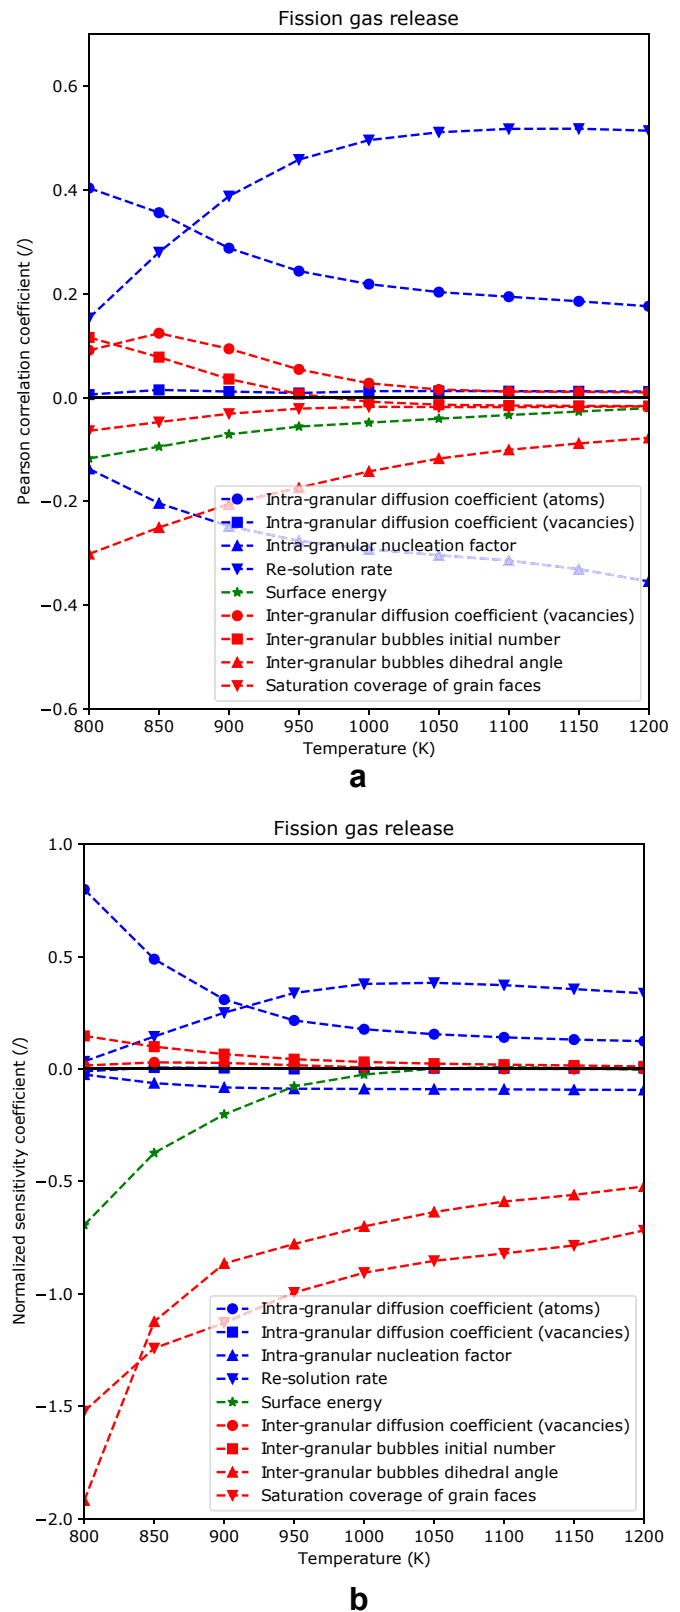 Fission gas release
Pearson correlation coefficient (/)
0.6
0.4
0.2
0.0
−0.2
−0.4
−0.6
Intra-granular diffusion coefficient (atoms)
Intra-granular diffusion coefficient (vacancies)
Intra-granular nucleation factor
Re-solution rate
Surface energy
Inter-granular diffusion coefficient (vacancies)
Inter-granular bubbles initial number
Inter-granular bubbles dihedral angle
Saturation coverage of grain faces
800 850 900 950 1000 1050 1100 1150 1200
Temperature (K)
a
Fission gas release
Normalized sensitivity coefficient (/)
1.0
0.5
0.0
−0.5
−1.0
−1.5
−2.0
Intra-granular diffusion coefficient (atoms)
Intra-granular diffusion coefficient (vacancies)
Intra-granular nucleation factor
Re-solution rate
Surface energy
Inter-granular diffusion coefficient (vacancies)
Inter-granular bubbles initial number
Inter-granular bubbles dihedral angle
Saturation coverage of grain faces
800 850 900 950 1000 1050 1100 1150 1200
Temperature (K)
b